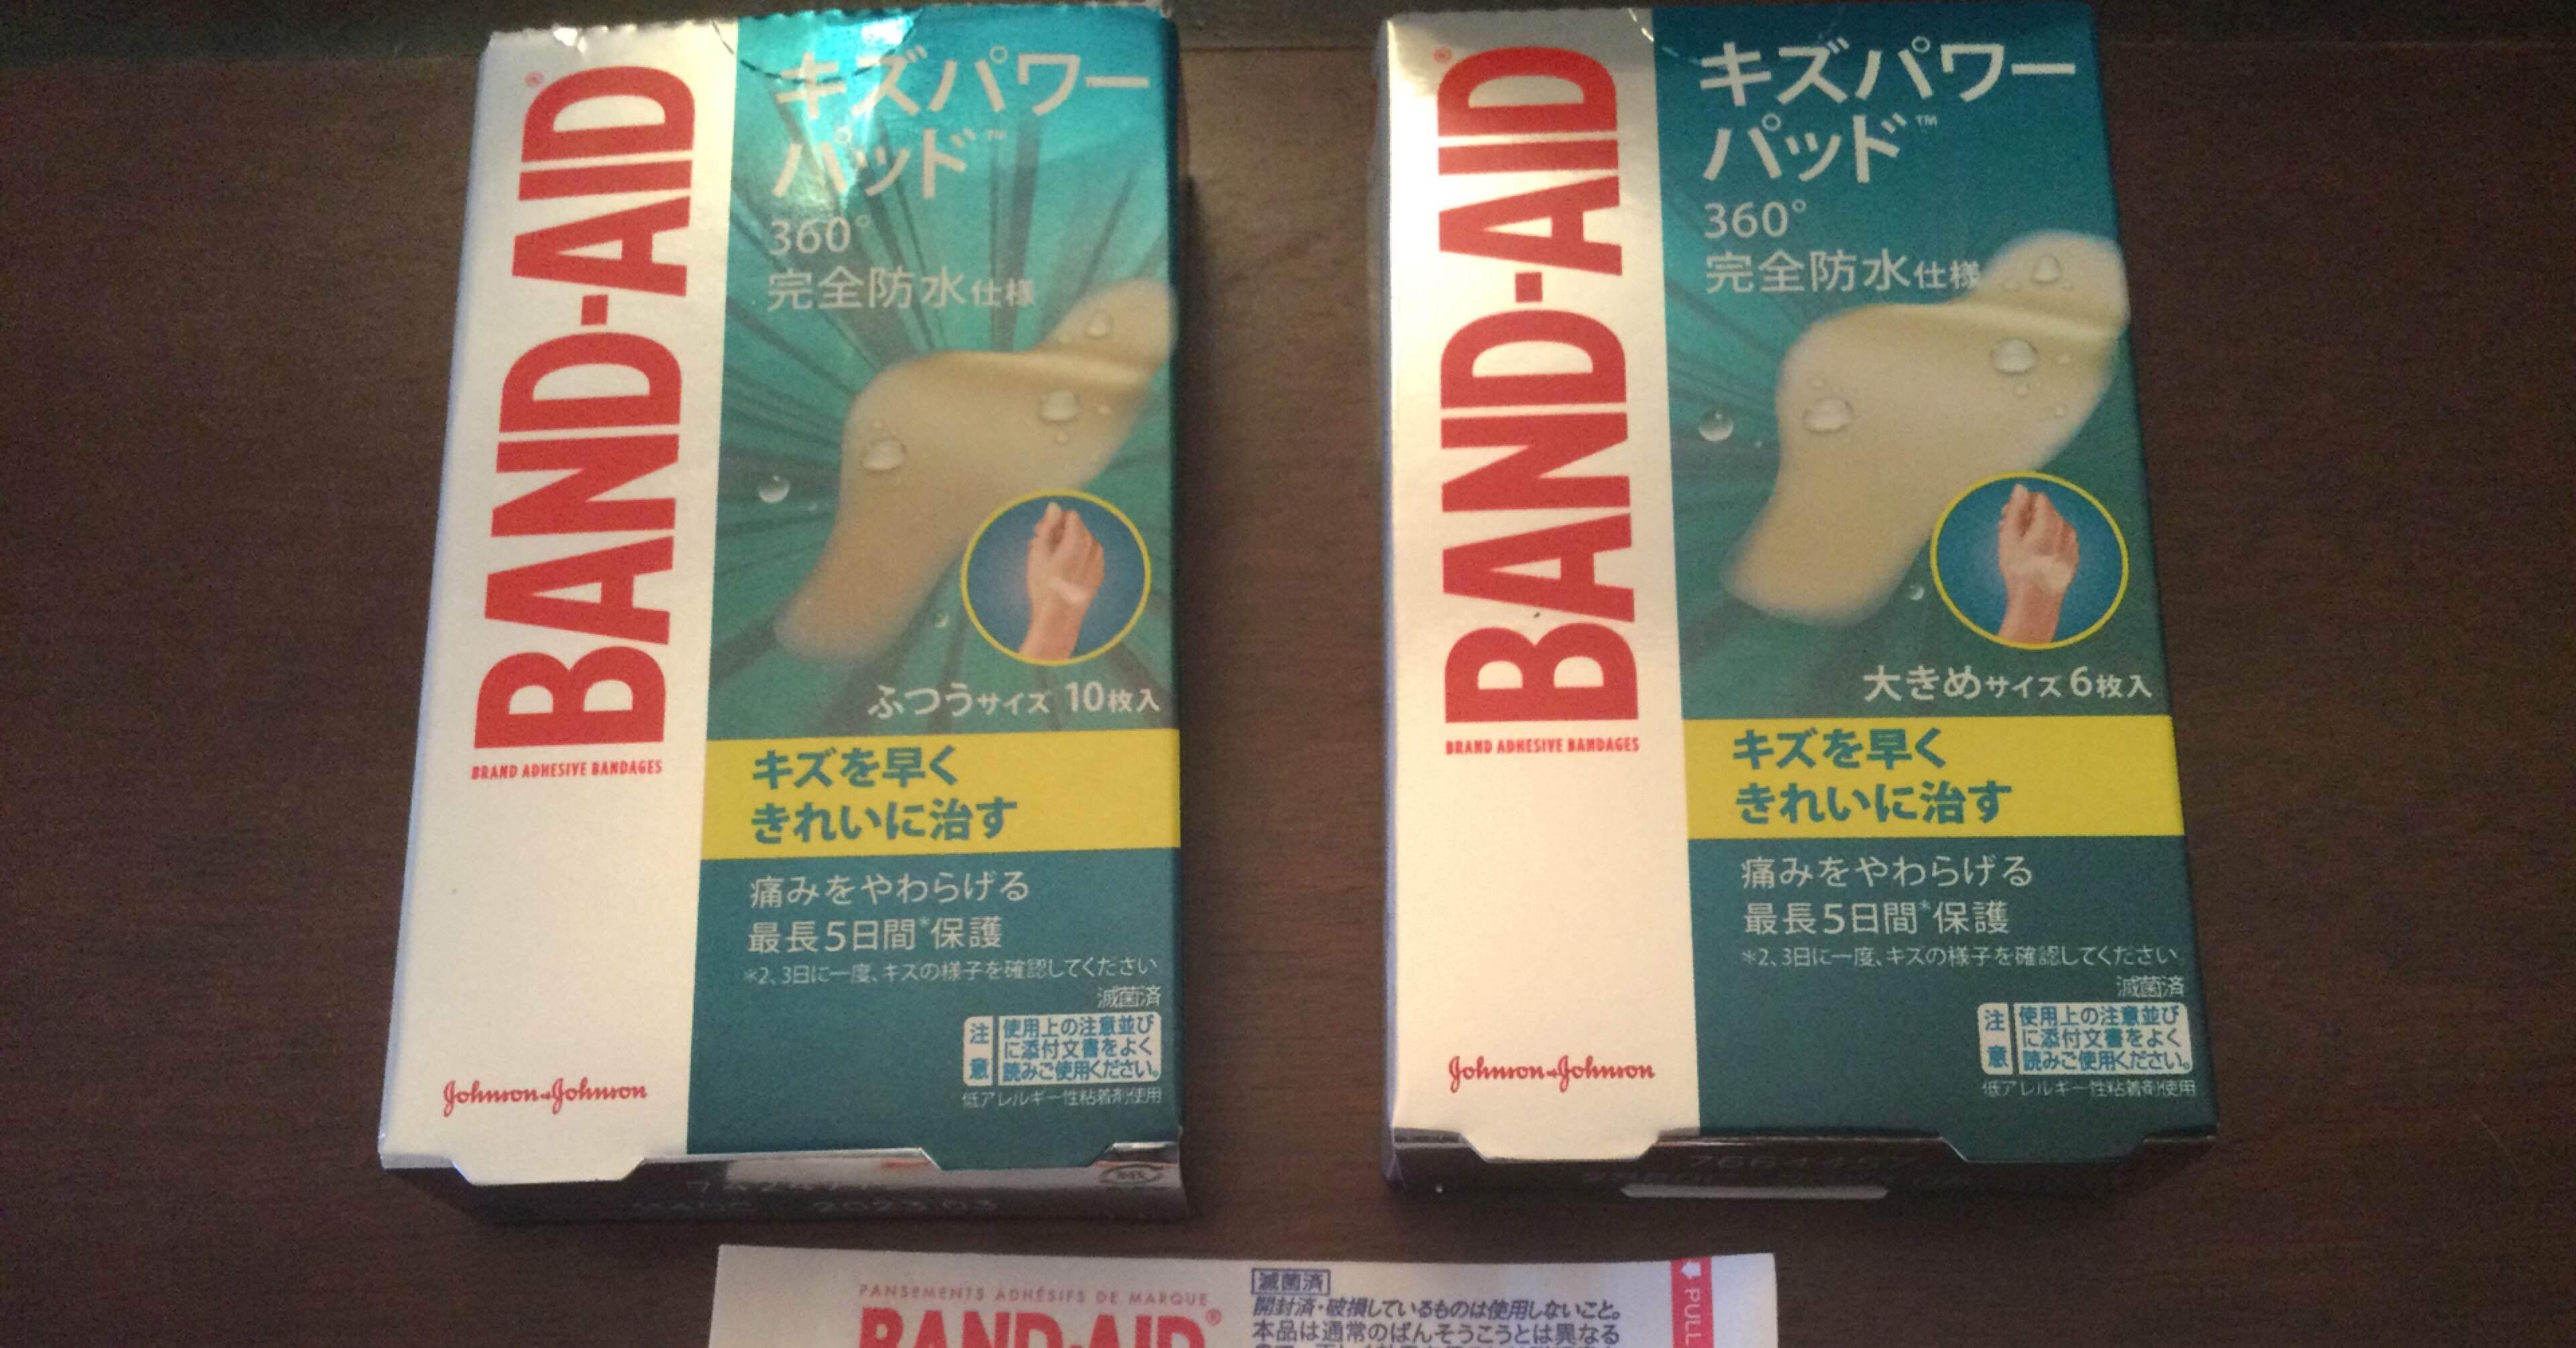 BAND-AID®
BRAND ADHESIVE BANDAGES
Johnson&Johnson
キズパワー
パッド™
360°
完全防水仕様
ふつうサイズ 10枚入
キズを早く
きれいに治す
痛みをやわらげる
最長5日間*保護
*2、3日に一度、キズの様子を確認してください
滅菌済
注意
使用上の注意並び
に添付文書をよく
読みご使用ください。
低アレルギー性粘着剤使用
2023.03
BAND-AID®
BRAND ADHESIVE BANDAGES
Johnson&Johnson
キズパワー
パッド™
360°
完全防水仕様
大きめサイズ 6枚入
キズを早く
きれいに治す
痛みをやわらげる
最長5日間*保護
*2、3日に一度、キズの様子を確認してください
滅菌済
注意
使用上の注意並び
に添付文書をよく
読みご使用ください。
低アレルギー性粘着剤使用
PANSEMENTS ADHÉSIFS DE MARQUE
BAND-AID®
滅菌済
開封済・破損しているものは使用しないこと。
本品は通常のばんそうこうとは異なる
PULL